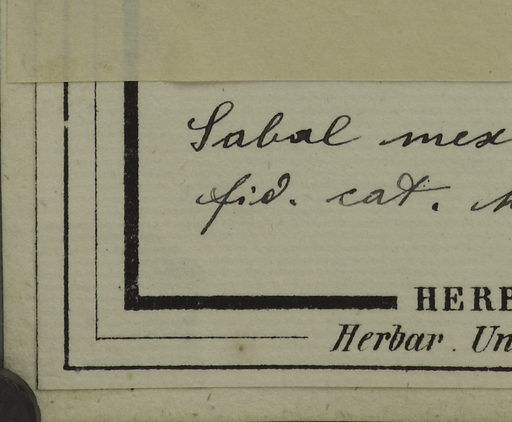 Sabal mex
fid. cat.
HERB
Herbar. Un